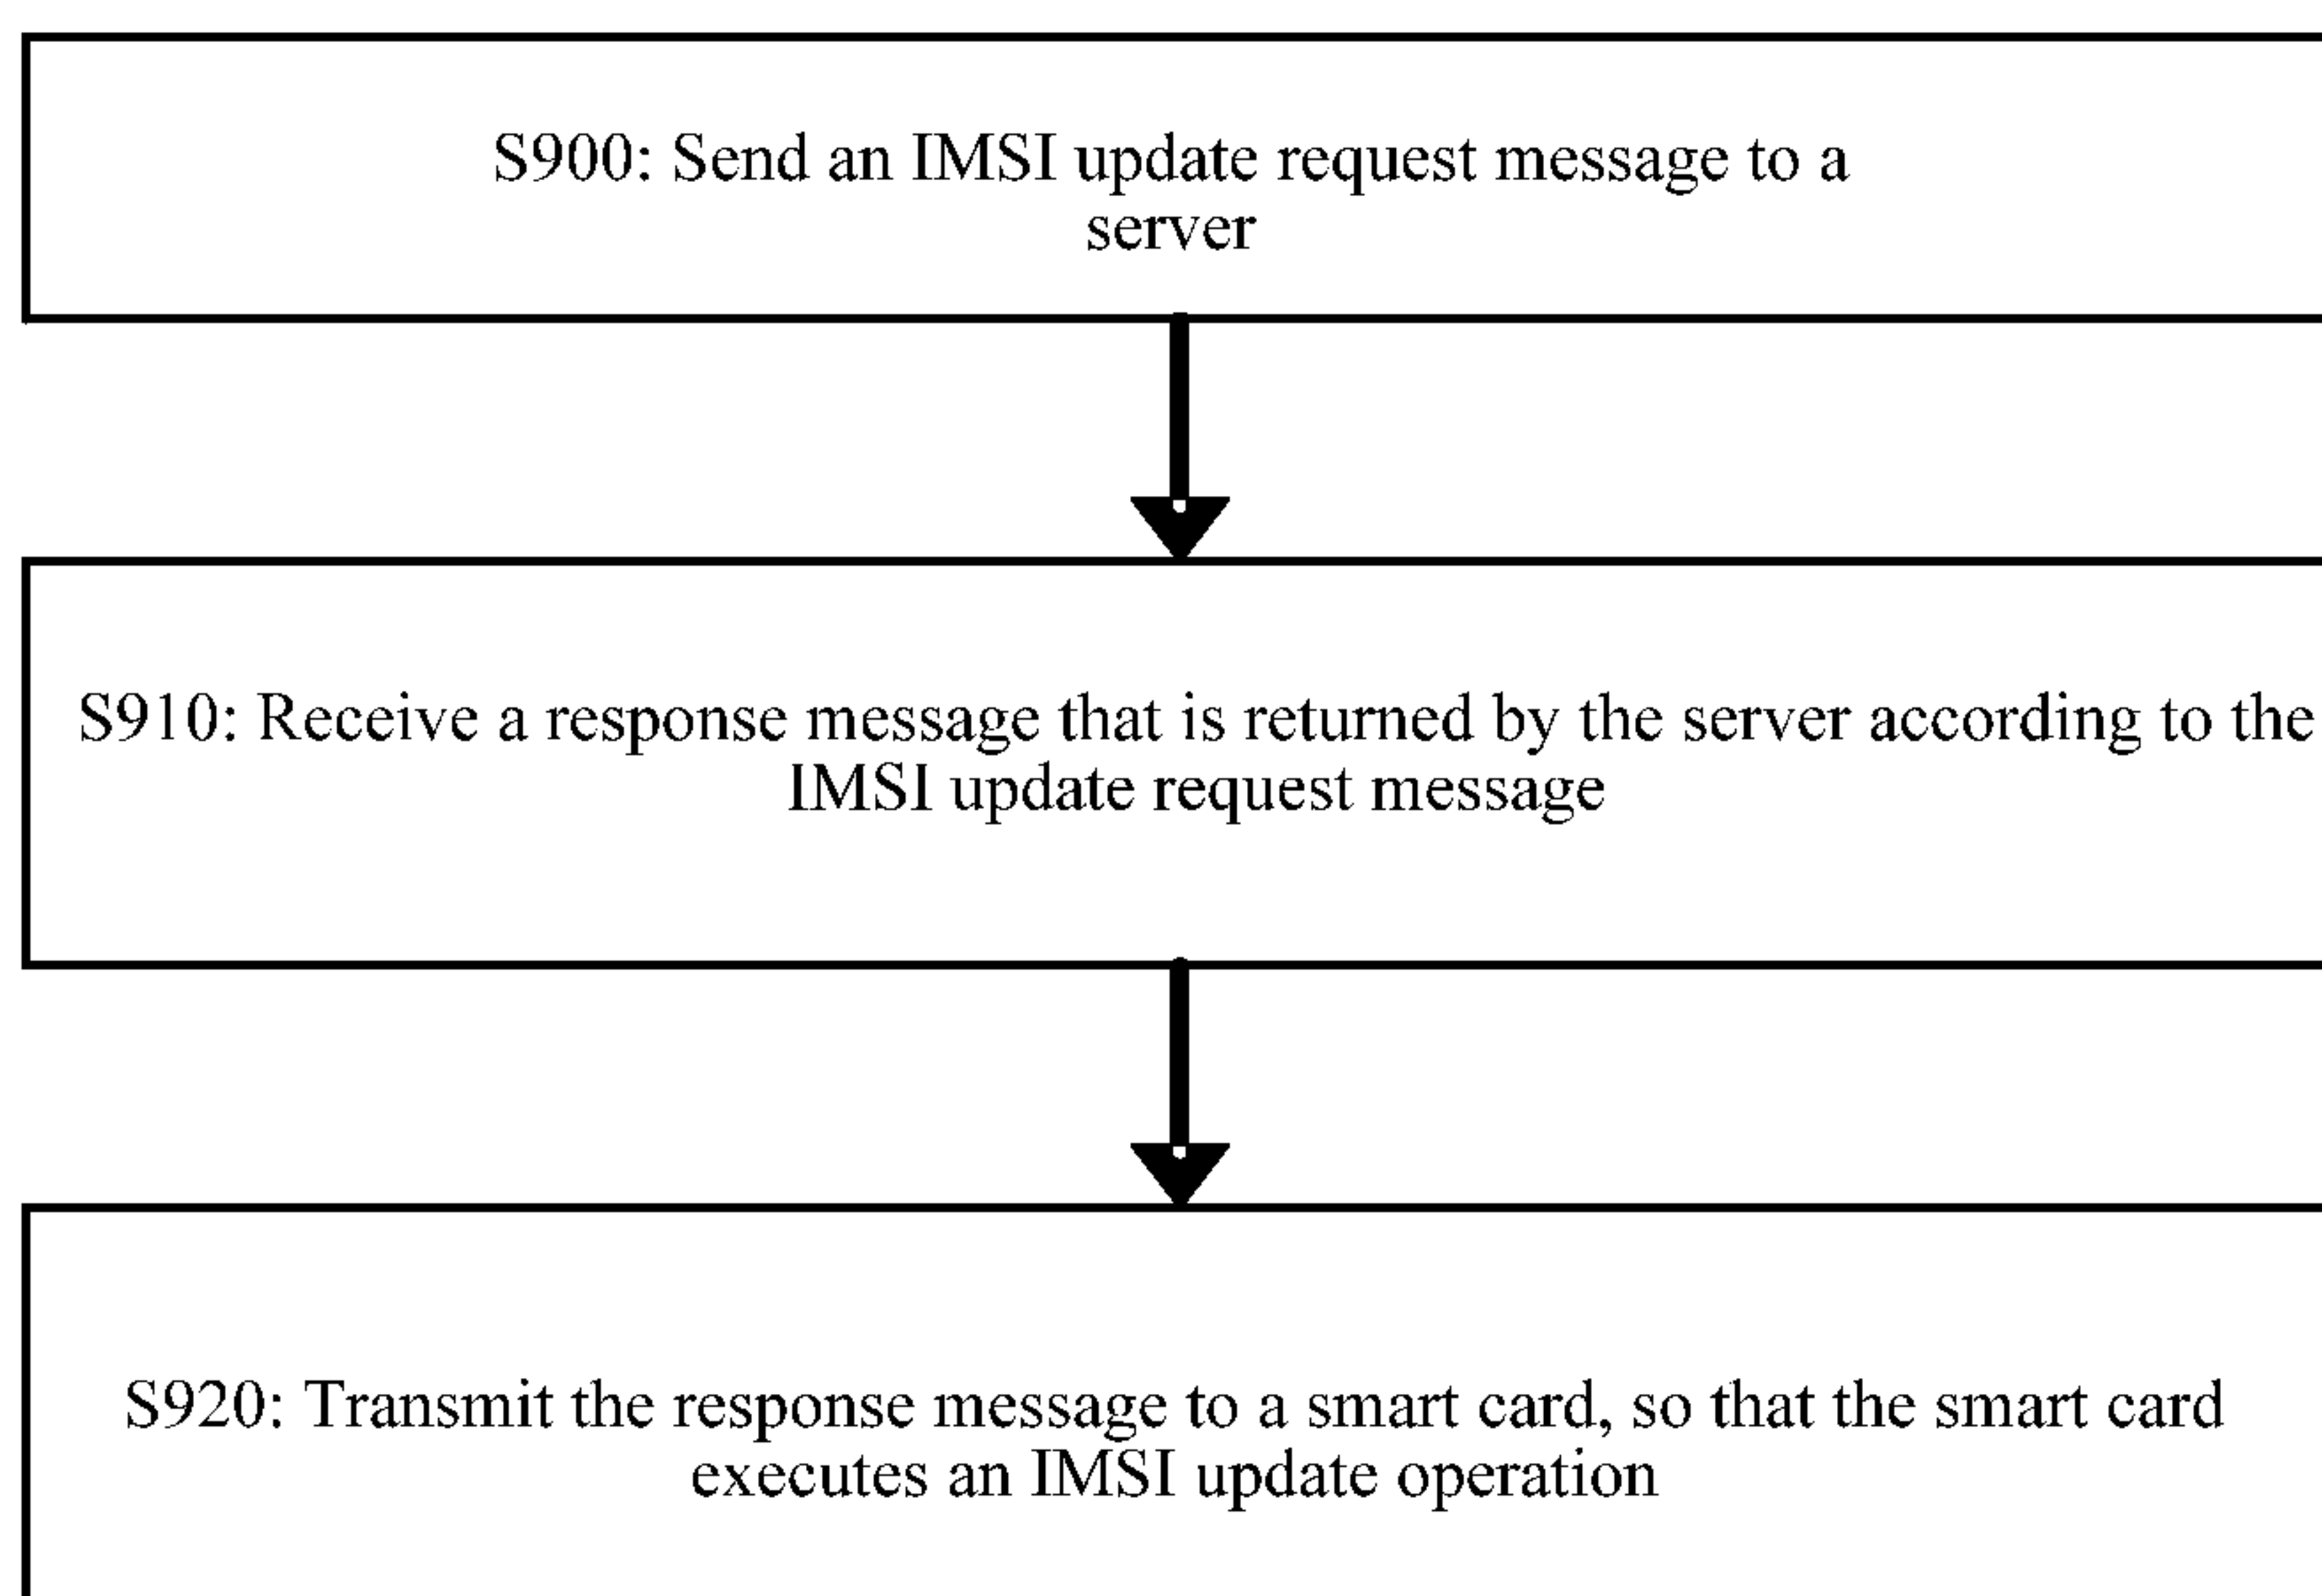 S900: Send an IMSI update request message to a
server
S910: Receive a response message that is returned by the server according to the
IMSI update request message
S920: Transmit the response message to a smart card, so that the smart card
executes an IMSI update operation